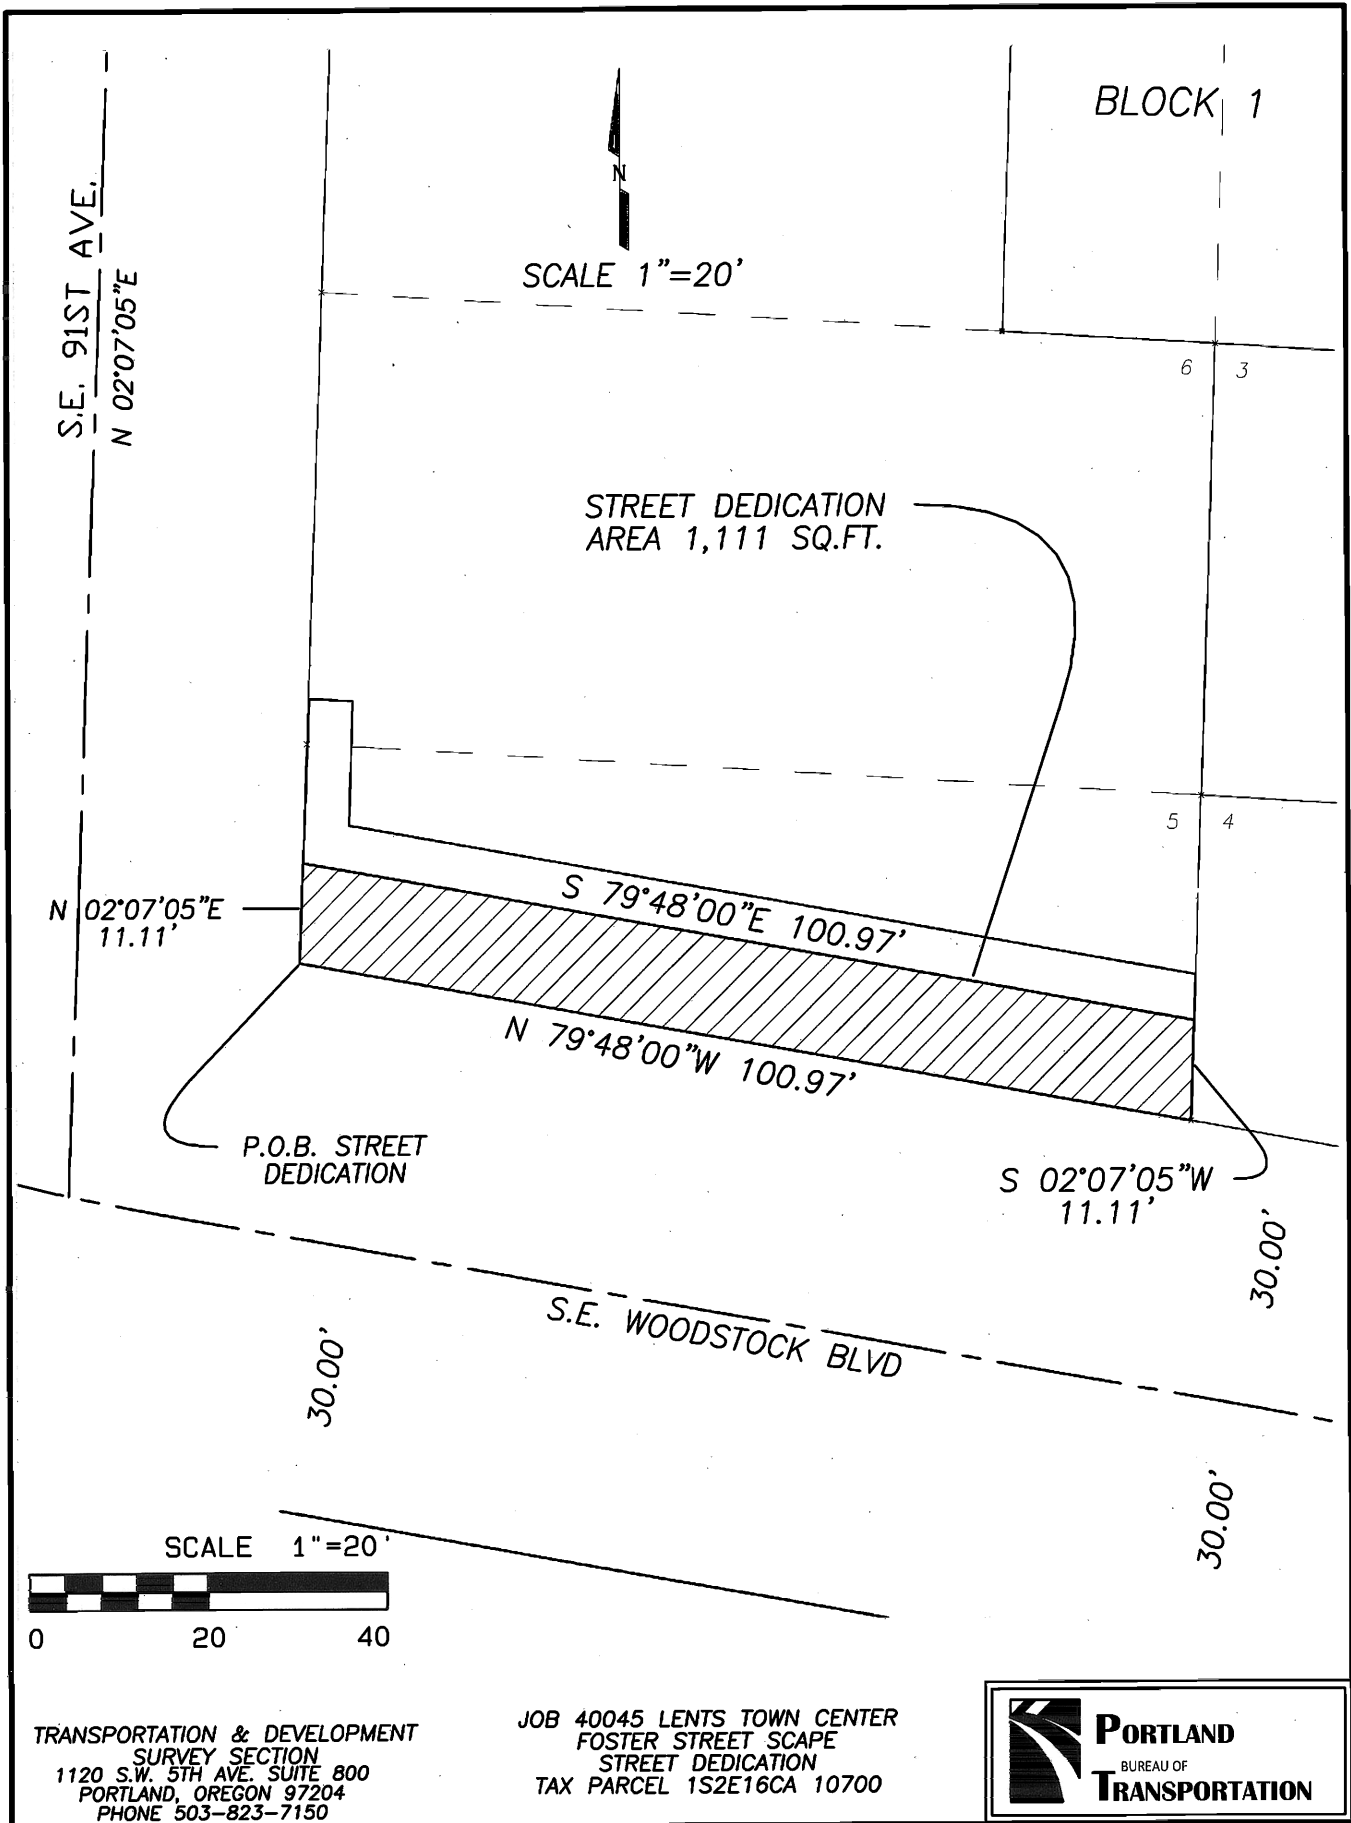 BLOCK 1
S.E. 91ST AVE.
N 02°07'05"E
N
SCALE 1"=20'
6 3
STREET DEDICATION
AREA 1,111 SQ.FT.
5 4
N 02°07'05"E
11.11'
S 79°48'00"E 100.97'
N 79°48'00"W 100.97'
P.O.B. STREET
DEDICATION
S 02°07'05"W
11.11'
30.00'
S.E. WOODSTOCK BLVD
30.00'
30.00'
SCALE 1"=20'
0 20 40
TRANSPORTATION & DEVELOPMENT
SURVEY SECTION
1120 S.W. 5TH AVE. SUITE 800
PORTLAND, OREGON 97204
PHONE 503-823-7150
JOB 40045 LENTS TOWN CENTER
FOSTER STREET SCAPE
STREET DEDICATION
TAX PARCEL 1S2E16CA 10700
PORTLAND
BUREAU OF
TRANSPORTATION